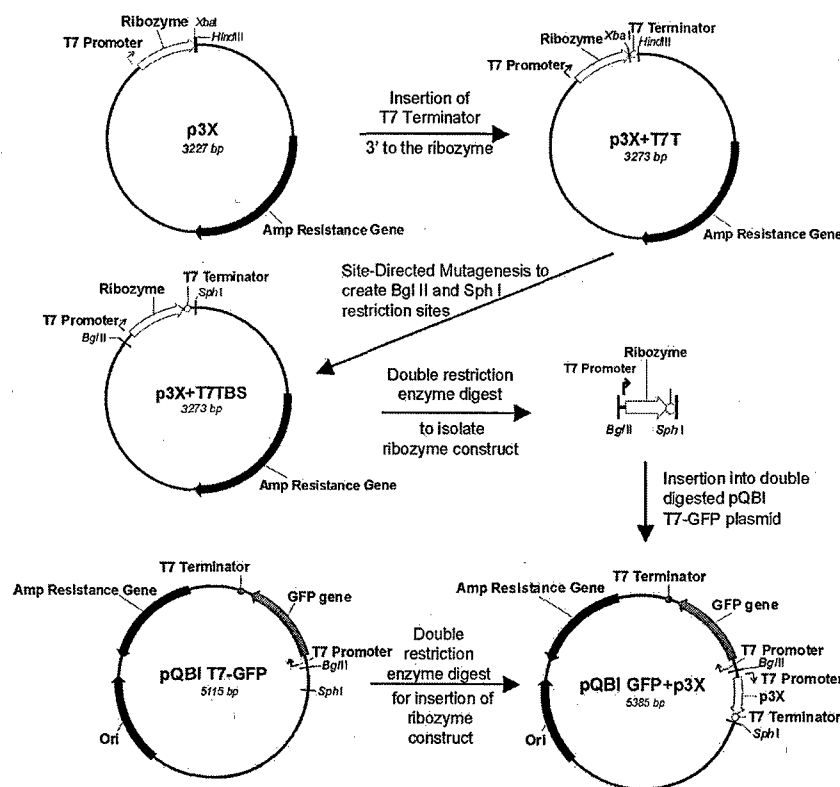 Ribozyme
XbaI
HindIII
T7 Promoter
p3X
3227 bp
Amp Resistance Gene
Insertion of
T7 Terminator
3' to the ribozyme
T7 Terminator
Ribozyme
XbaI
HindIII
T7 Promoter
p3X+T7T
3273 bp
Amp Resistance Gene
Site-Directed Mutagenesis to
create Bgl II and Sph I
restriction sites
T7 Terminator
Ribozyme
SphI
T7 Promoter
BglII
p3X+T7TBS
3273 bp
Amp Resistance Gene
Double restriction
enzyme digest
to isolate
ribozyme construct
Ribozyme
T7 Promoter
BglII
SphI
Insertion into double
digested pQBI
T7-GFP plasmid
T7 Terminator
Amp Resistance Gene
GFP gene
T7 Promoter
BglII
pQBI T7-GFP
5115 bp
SphI
Ori
Double
restriction
enzyme digest
for insertion of
ribozyme
construct
T7 Terminator
Amp Resistance Gene
GFP gene
T7 Promoter
BglII
T7 Promoter
pQBI GFP+p3X
5385 bp
p3X
T7 Terminator
SphI
Ori